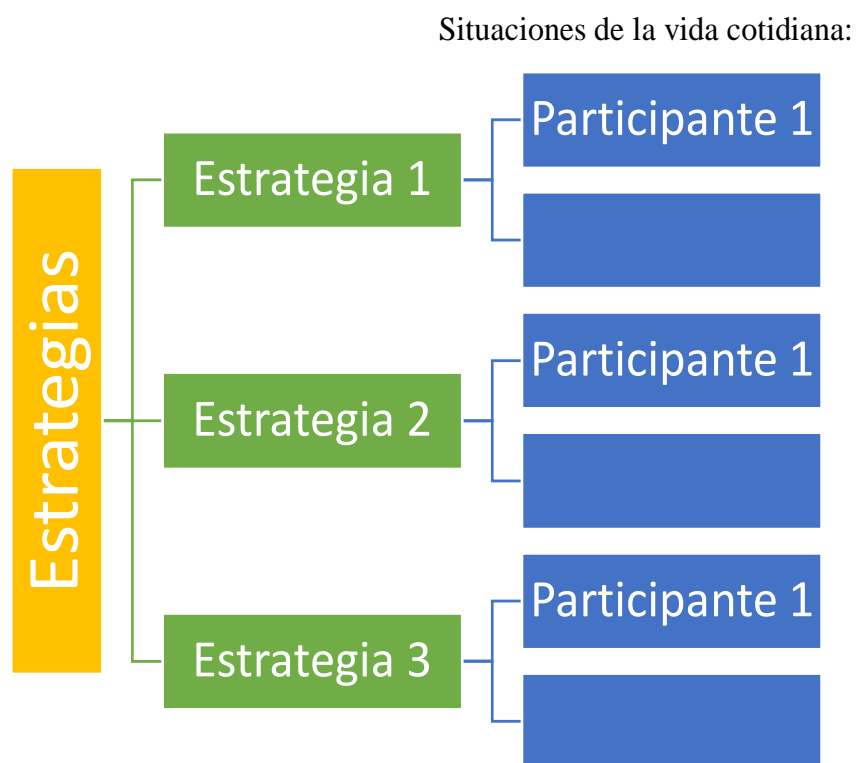 Situaciones de la vida cotidiana:
Estrategias
Estrategia 1
Participante 1
Estrategia 2
Participante 1
Estrategia 3
Participante 1